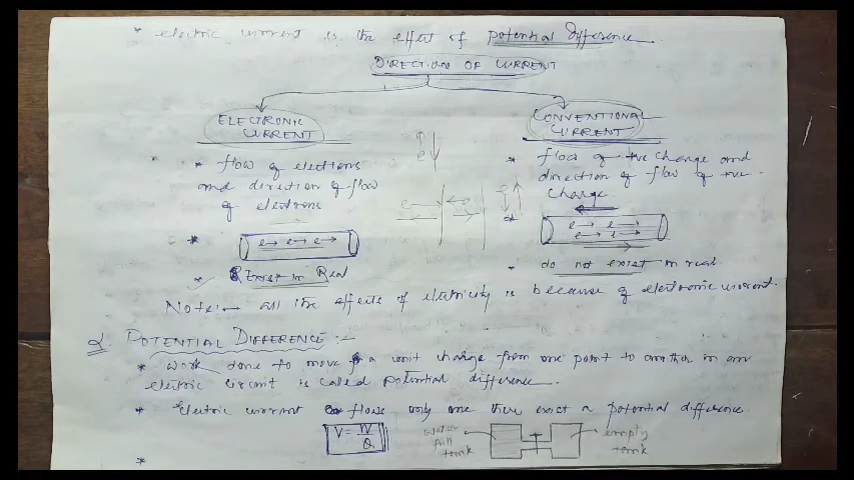 * electric current is the effect of potential difference.
DIRECTION OF CURRENT
ELECTRONIC CURRENT
* flow of electrons
and direction of flow
of electrons
* e→ e→ e→
Exist in Real
CONVENTIONAL CURRENT
* flow of +ve charge and
direction of flow of +ve
charge
* e→ e→
e→ e→
* do not exist in real
Note:→ all the effects of electricity is because of electronic current.
2. POTENTIAL DIFFERENCE :-
* Work done to move a unit charge from one point to another in an
electric circuit is called potential difference.
* Electric current flows only one there exist a potential difference.
V = W/Q
water full tank
empty tank
*